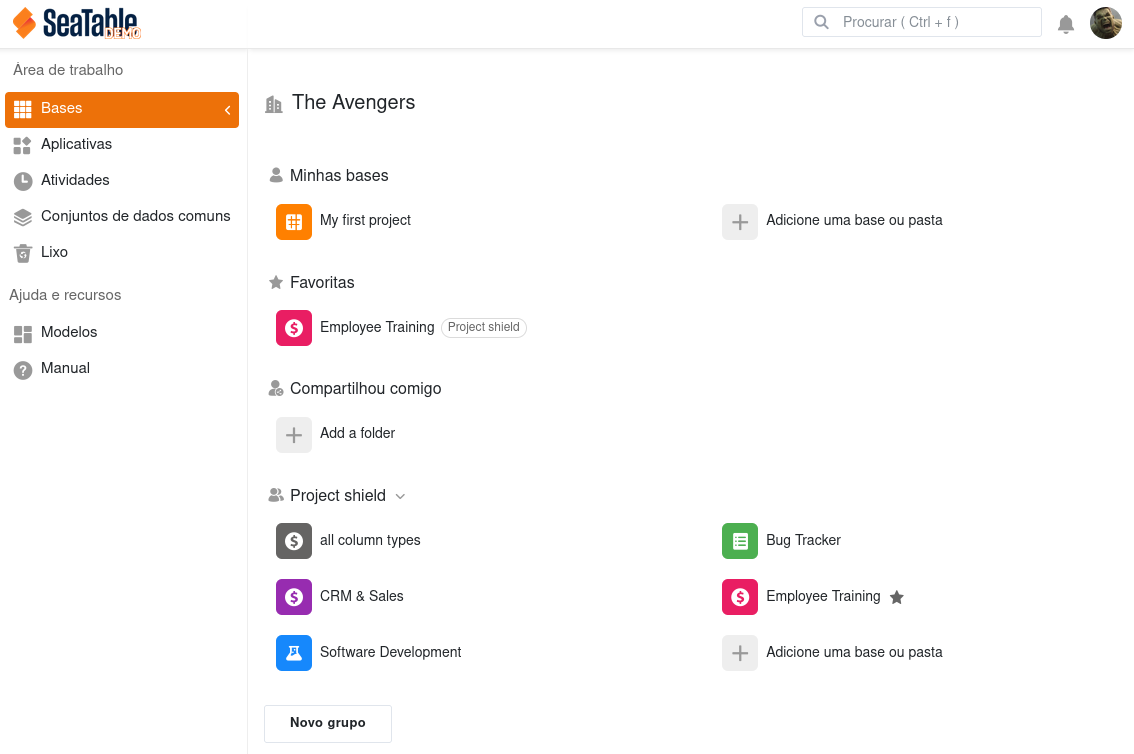 SeaTable
DEMO
Procurar ( Ctrl + f )
Área de trabalho
Bases
Aplicativas
Atividades
Conjuntos de dados comuns
Lixo
Ajuda e recursos
Modelos
Manual
The Avengers
Minhas bases
My first project
Adicione uma base ou pasta
Favoritas
Employee Training Project shield
Compartilhou comigo
Add a folder
Project shield
all column types
Bug Tracker
CRM & Sales
Employee Training
Software Development
Adicione uma base ou pasta
Novo grupo